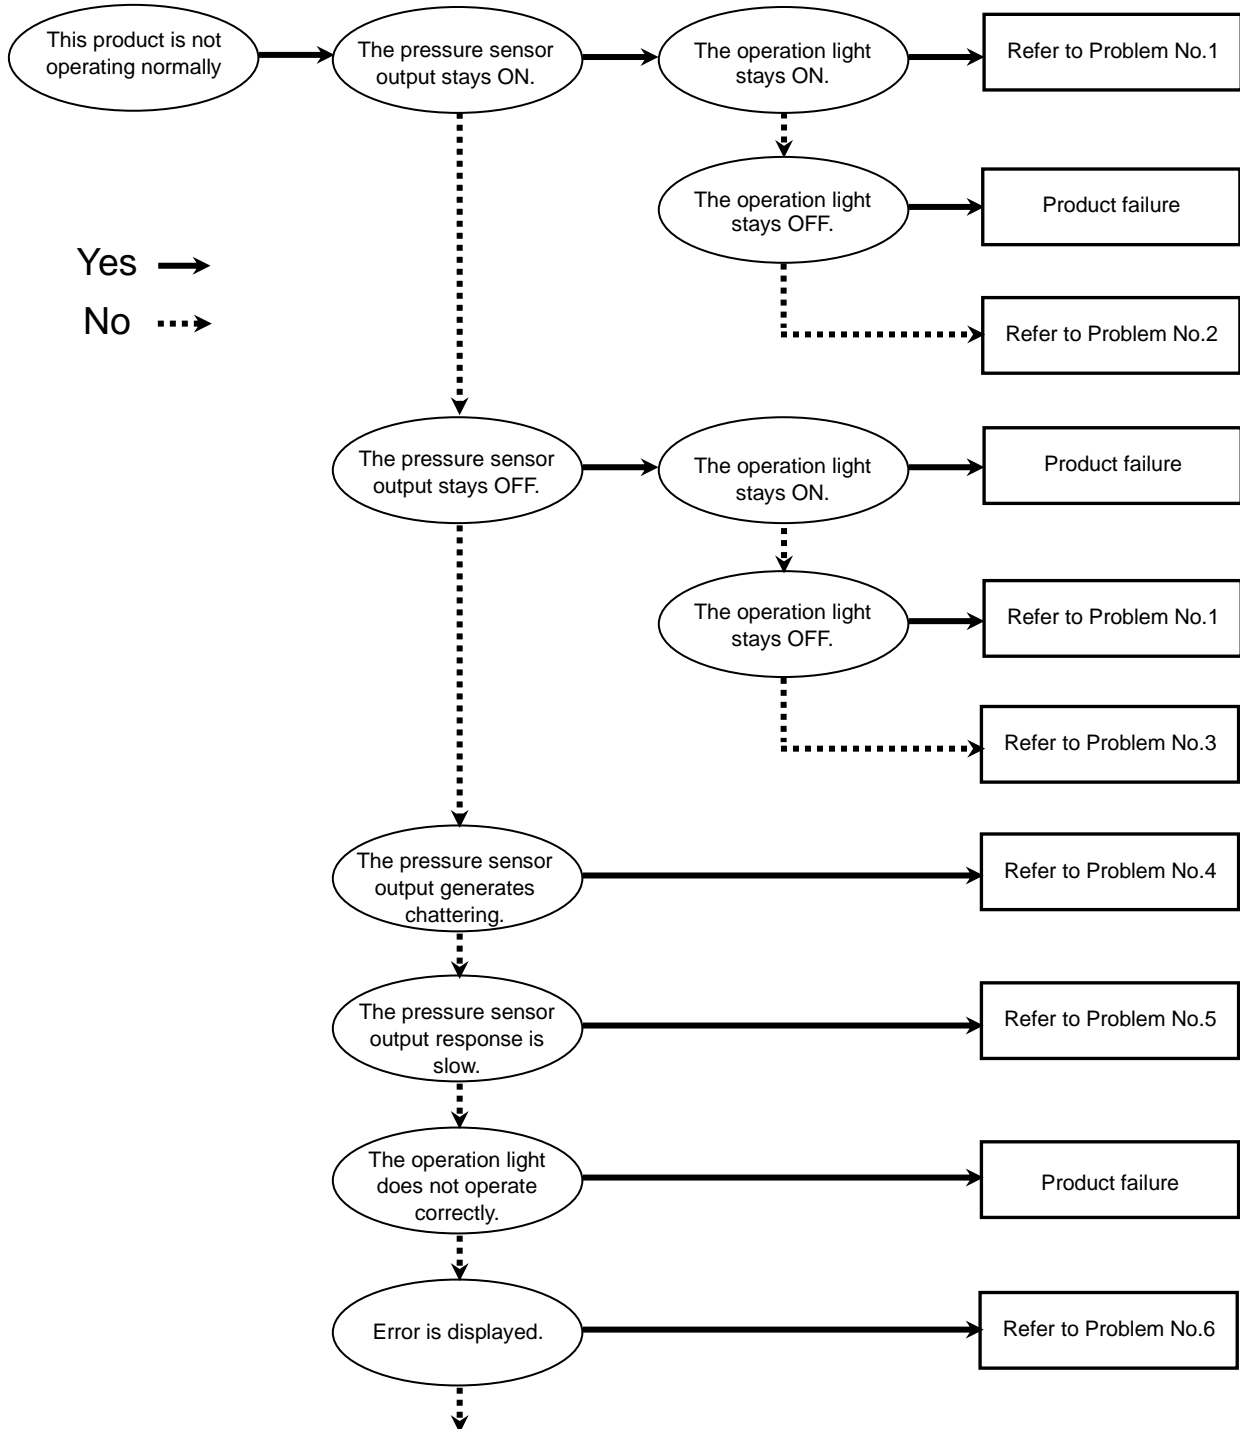 This product is not
operating normally
The pressure sensor
output stays ON.
The operation light
stays ON.
Refer to Problem No.1
The operation light
stays OFF.
Product failure
Yes
No
Refer to Problem No.2
The pressure sensor
output stays OFF.
The operation light
stays ON.
Product failure
The operation light
stays OFF.
Refer to Problem No.1
Refer to Problem No.3
The pressure sensor
output generates
chattering.
Refer to Problem No.4
The pressure sensor
output response is
slow.
Refer to Problem No.5
The operation light
does not operate
correctly.
Product failure
Error is displayed.
Refer to Problem No.6